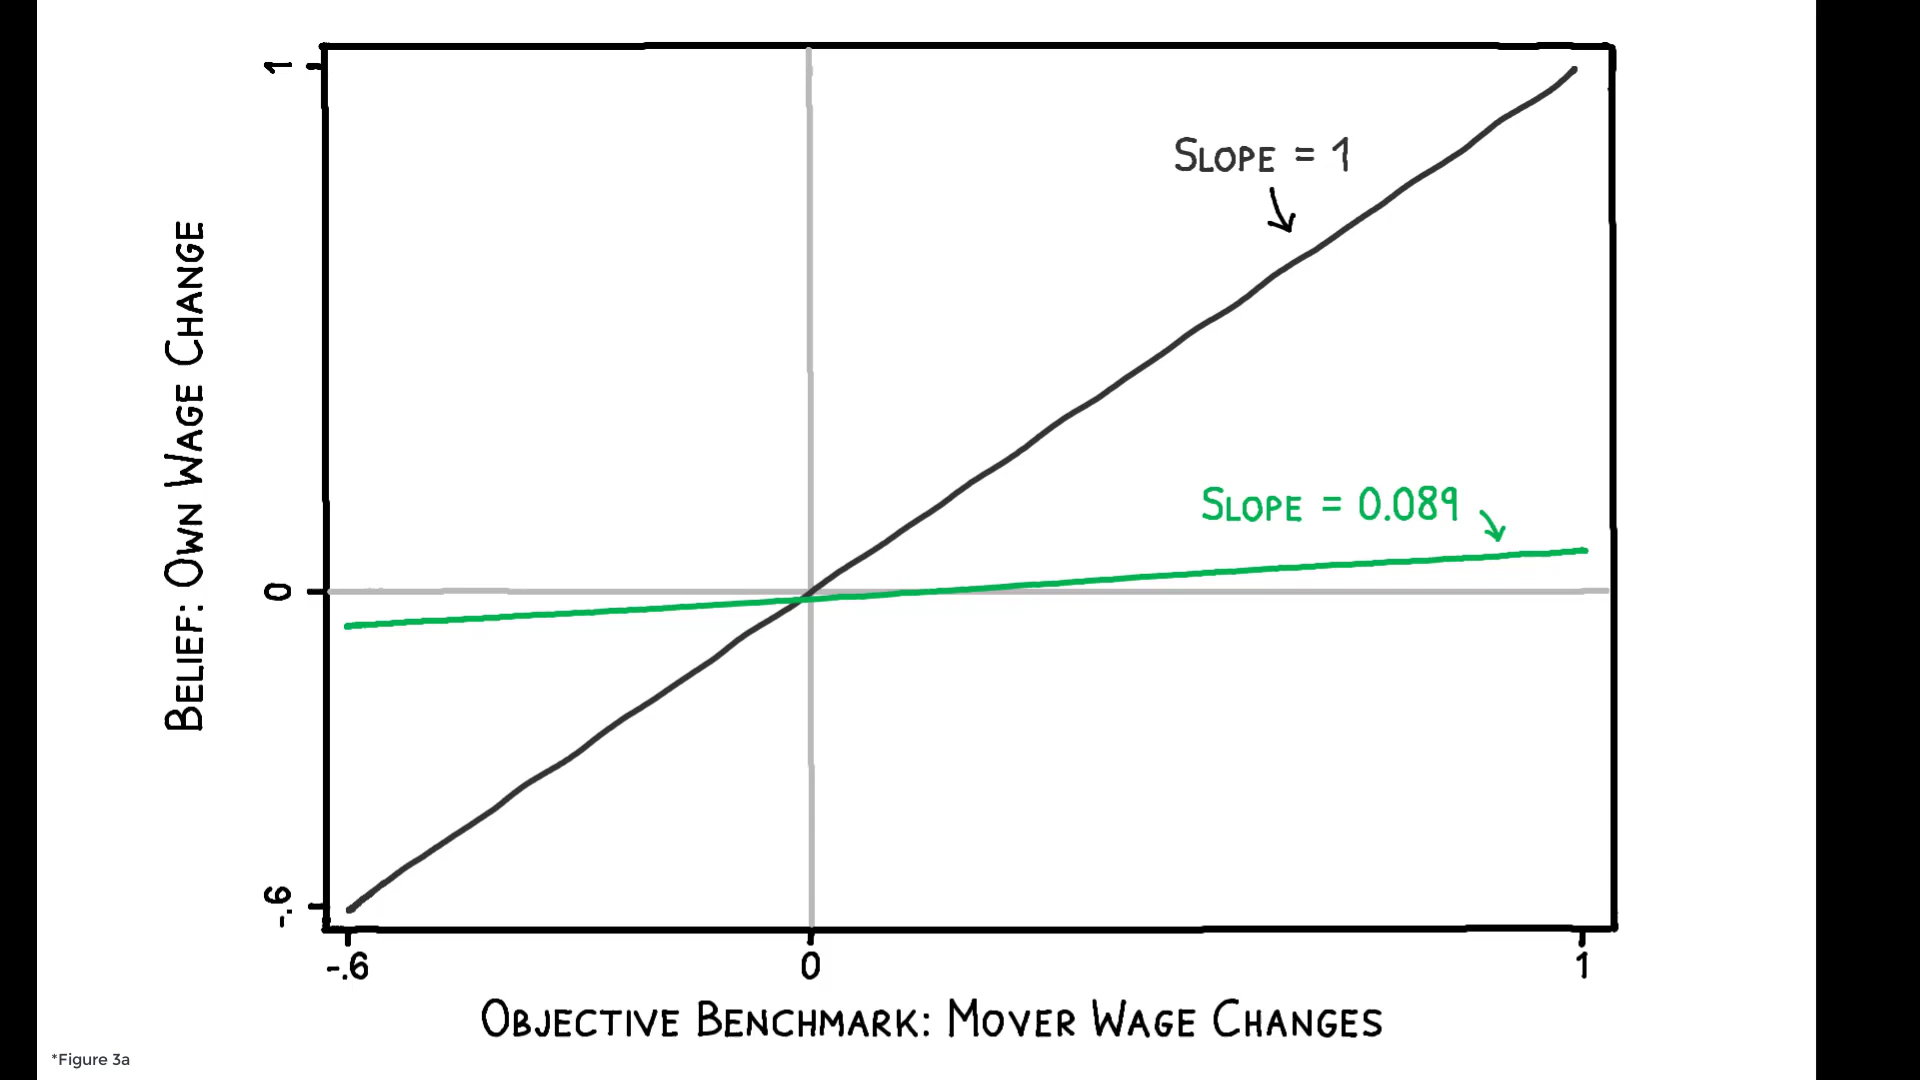 1
SLOPE = 1
BELIEF: OWN WAGE CHANGE
SLOPE = 0.089
0
-.6
-.6 0 1
OBJECTIVE BENCHMARK: MOVER WAGE CHANGES
*Figure 3a